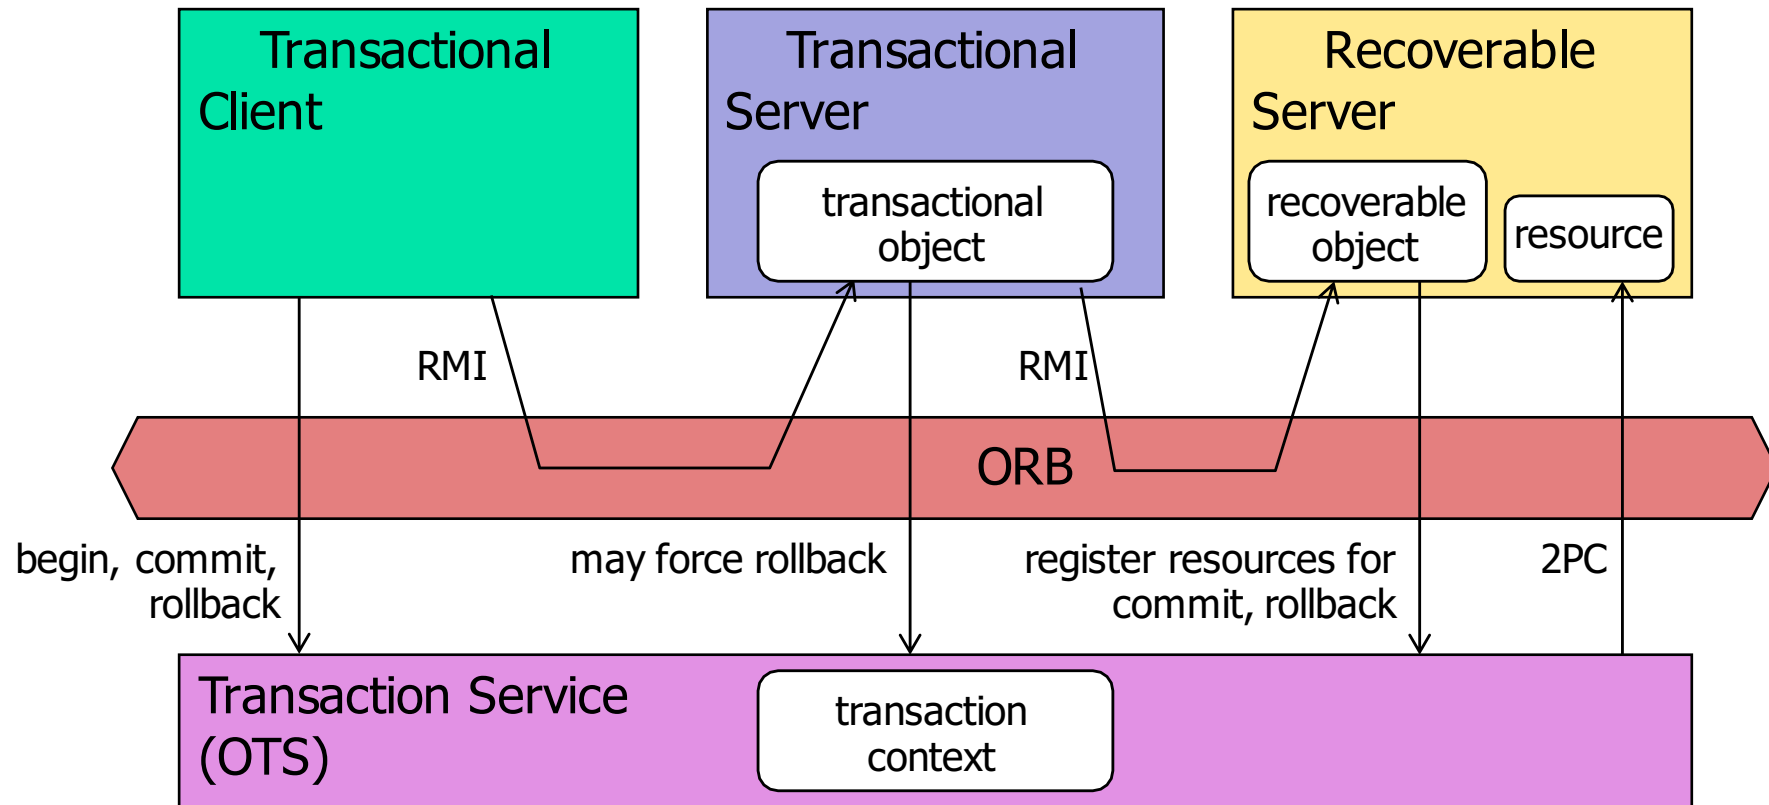 Transactional
Client
Transactional
Server
transactional
object
Recoverable
Server
recoverable
object
resource
RMI
RMI
ORB
begin, commit,
rollback
may force rollback
register resources for
commit, rollback
2PC
Transaction Service
(OTS)
transaction
context